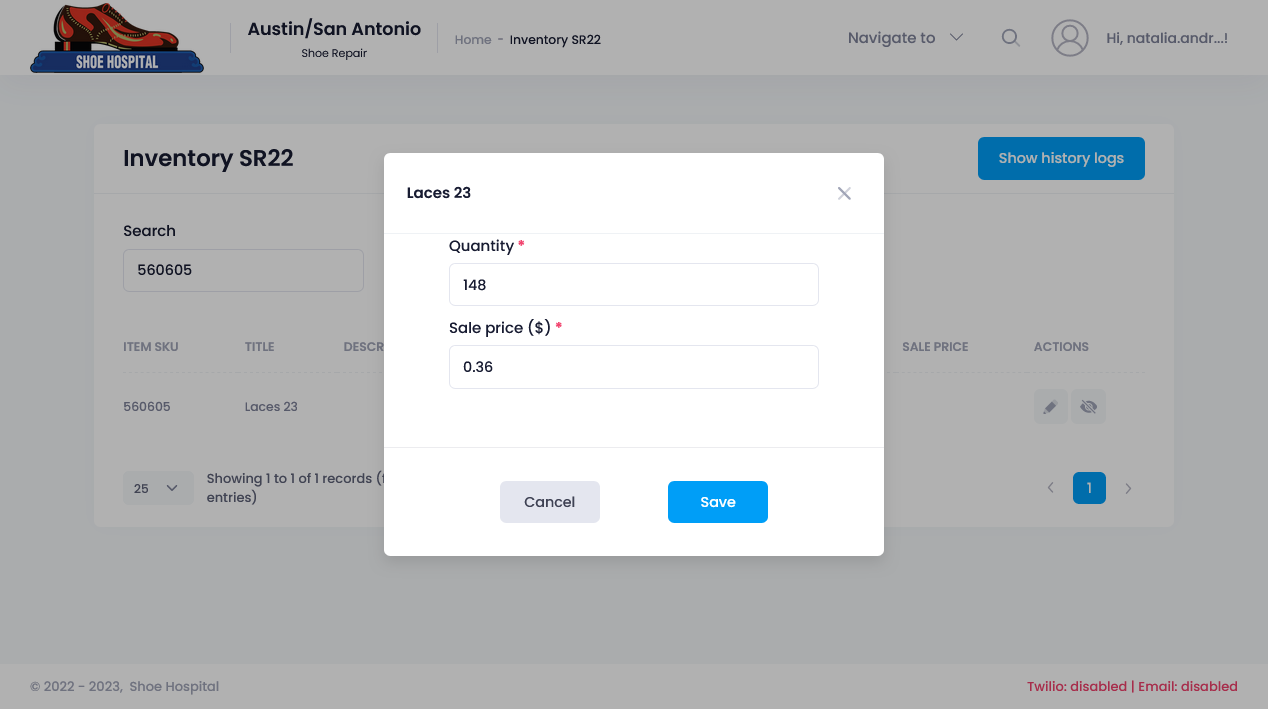 SHOE HOSPITAL
Austin/San Antonio
Shoe Repair
Home - Inventory SR22
Navigate to
Hi, natalia.andr...!
Inventory SR22
Show history logs
Search
560605
ITEM SKU TITLE DESCR SALE PRICE ACTIONS
560605 Laces 23
25
Showing 1 to 1 of 1 records (
entries)
1
Laces 23
Quantity *
148
Sale price ($) *
0.36
Cancel
Save
© 2022 - 2023, Shoe Hospital
Twilio: disabled | Email: disabled